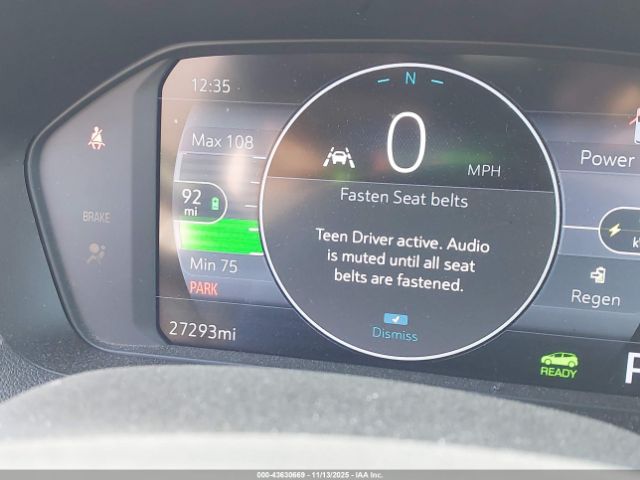 12:35
N
Max 108
0
MPH
Power
92
mi
Fasten Seat belts
BRAKE
Teen Driver active. Audio
is muted until all seat
belts are fastened.
k
Min 75
PARK
Regen
27293mi
Dismiss
READY
P
000-43630669 - 11/13/2025 - IAA Inc.